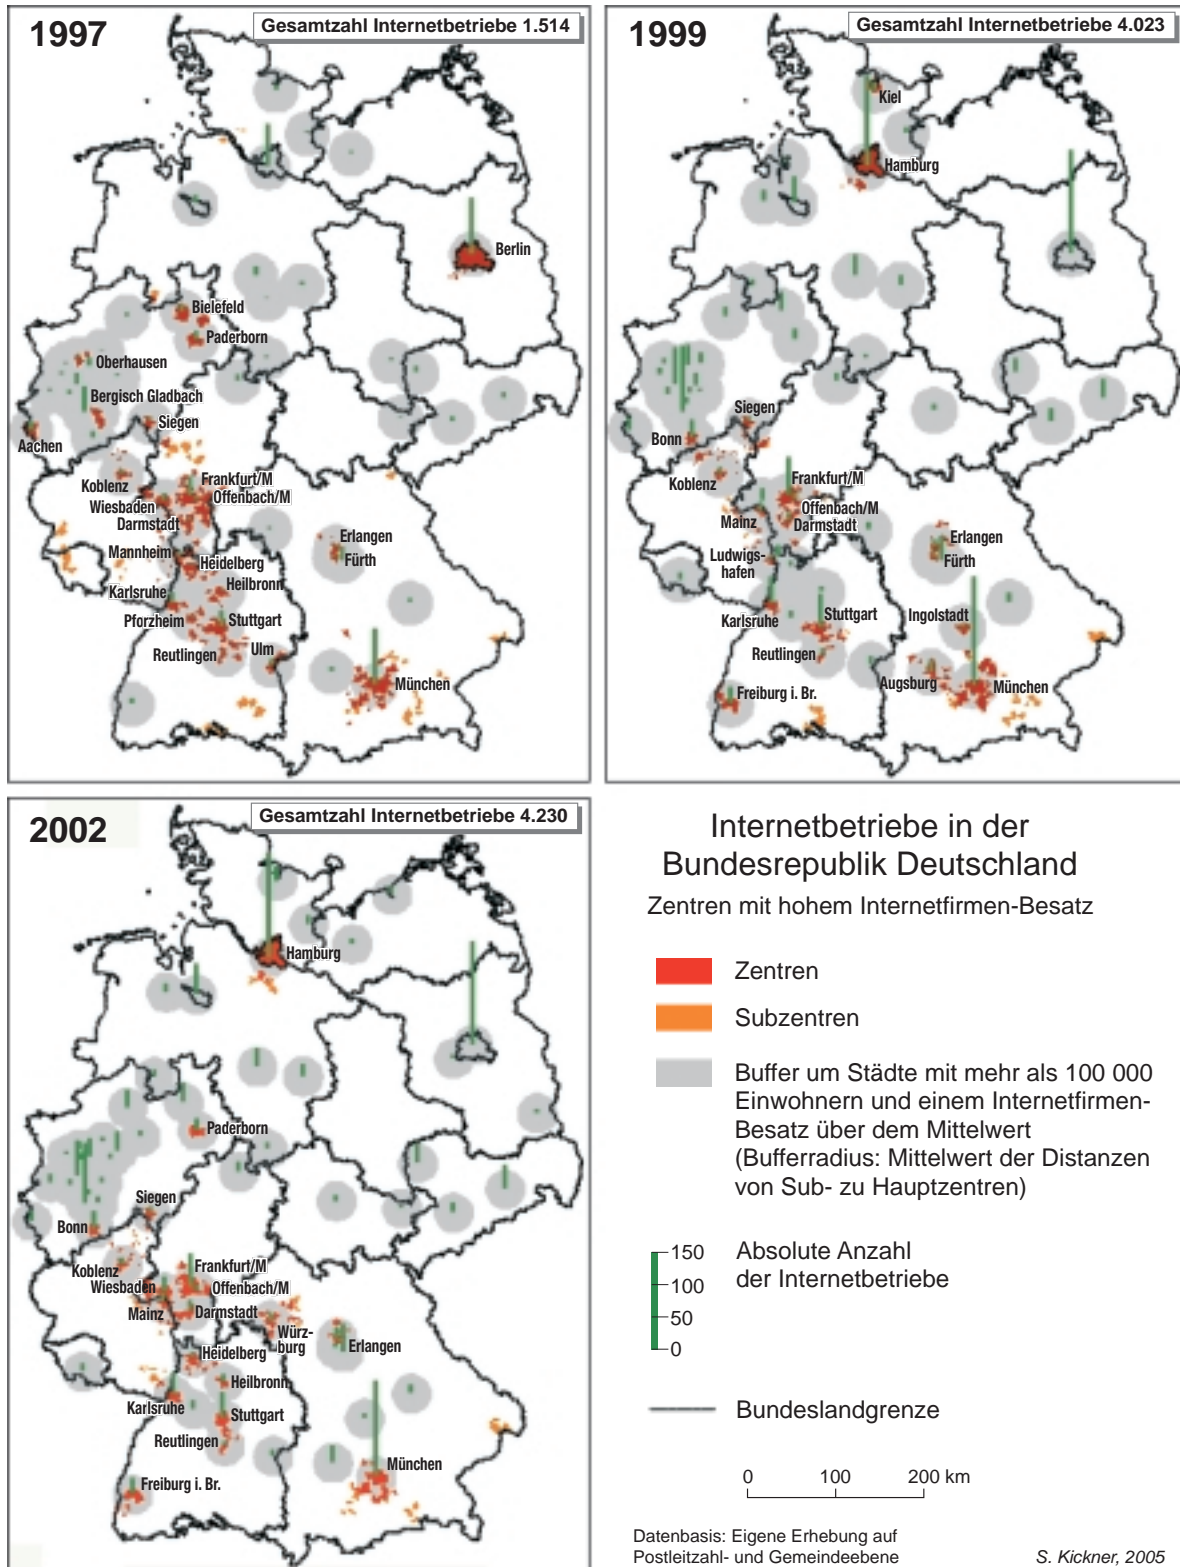 1997
Gesamtzahl Internetbetriebe 1.514
Berlin
Bielefeld
Paderborn
Oberhausen
Bergisch Gladbach
Siegen
Aachen
Koblenz
Frankfurt/M
Wiesbaden
Offenbach/M
Darmstadt
Erlangen
Mannheim
Heidelberg
Fürth
Heilbronn
Karlsruhe
Pforzheim
Stuttgart
Reutlingen
Ulm
München
1999
Gesamtzahl Internetbetriebe 4.023
Kiel
Hamburg
Siegen
Bonn
Koblenz
Frankfurt/M
Mainz
Offenbach/M
Darmstadt
Erlangen
Ludwigs-
hafen
Fürth
Karlsruhe
Stuttgart
Ingolstadt
Reutlingen
Augsburg
München
Freiburg i. Br.
2002
Gesamtzahl Internetbetriebe 4.230
Hamburg
Paderborn
Siegen
Bonn
Koblenz
Frankfurt/M
Wiesbaden
Offenbach/M
Mainz
Darmstadt
Würz-
burg
Erlangen
Heidelberg
Heilbronn
Karlsruhe
Stuttgart
Reutlingen
München
Freiburg i. Br.
Internetbetriebe in der
Bundesrepublik Deutschland
Zentren mit hohem Internetfirmen-Besatz
Zentren
Subzentren
Buffer um Städte mit mehr als 100 000
Einwohnern und einem Internetfirmen-
Besatz über dem Mittelwert
(Bufferradius: Mittelwert der Distanzen
von Sub- zu Hauptzentren)
150
100
50
0
Absolute Anzahl
der Internetbetriebe
Bundeslandgrenze
0 100 200 km
Datenbasis: Eigene Erhebung auf
Postleitzahl- und Gemeindeebene
S. Kickner, 2005